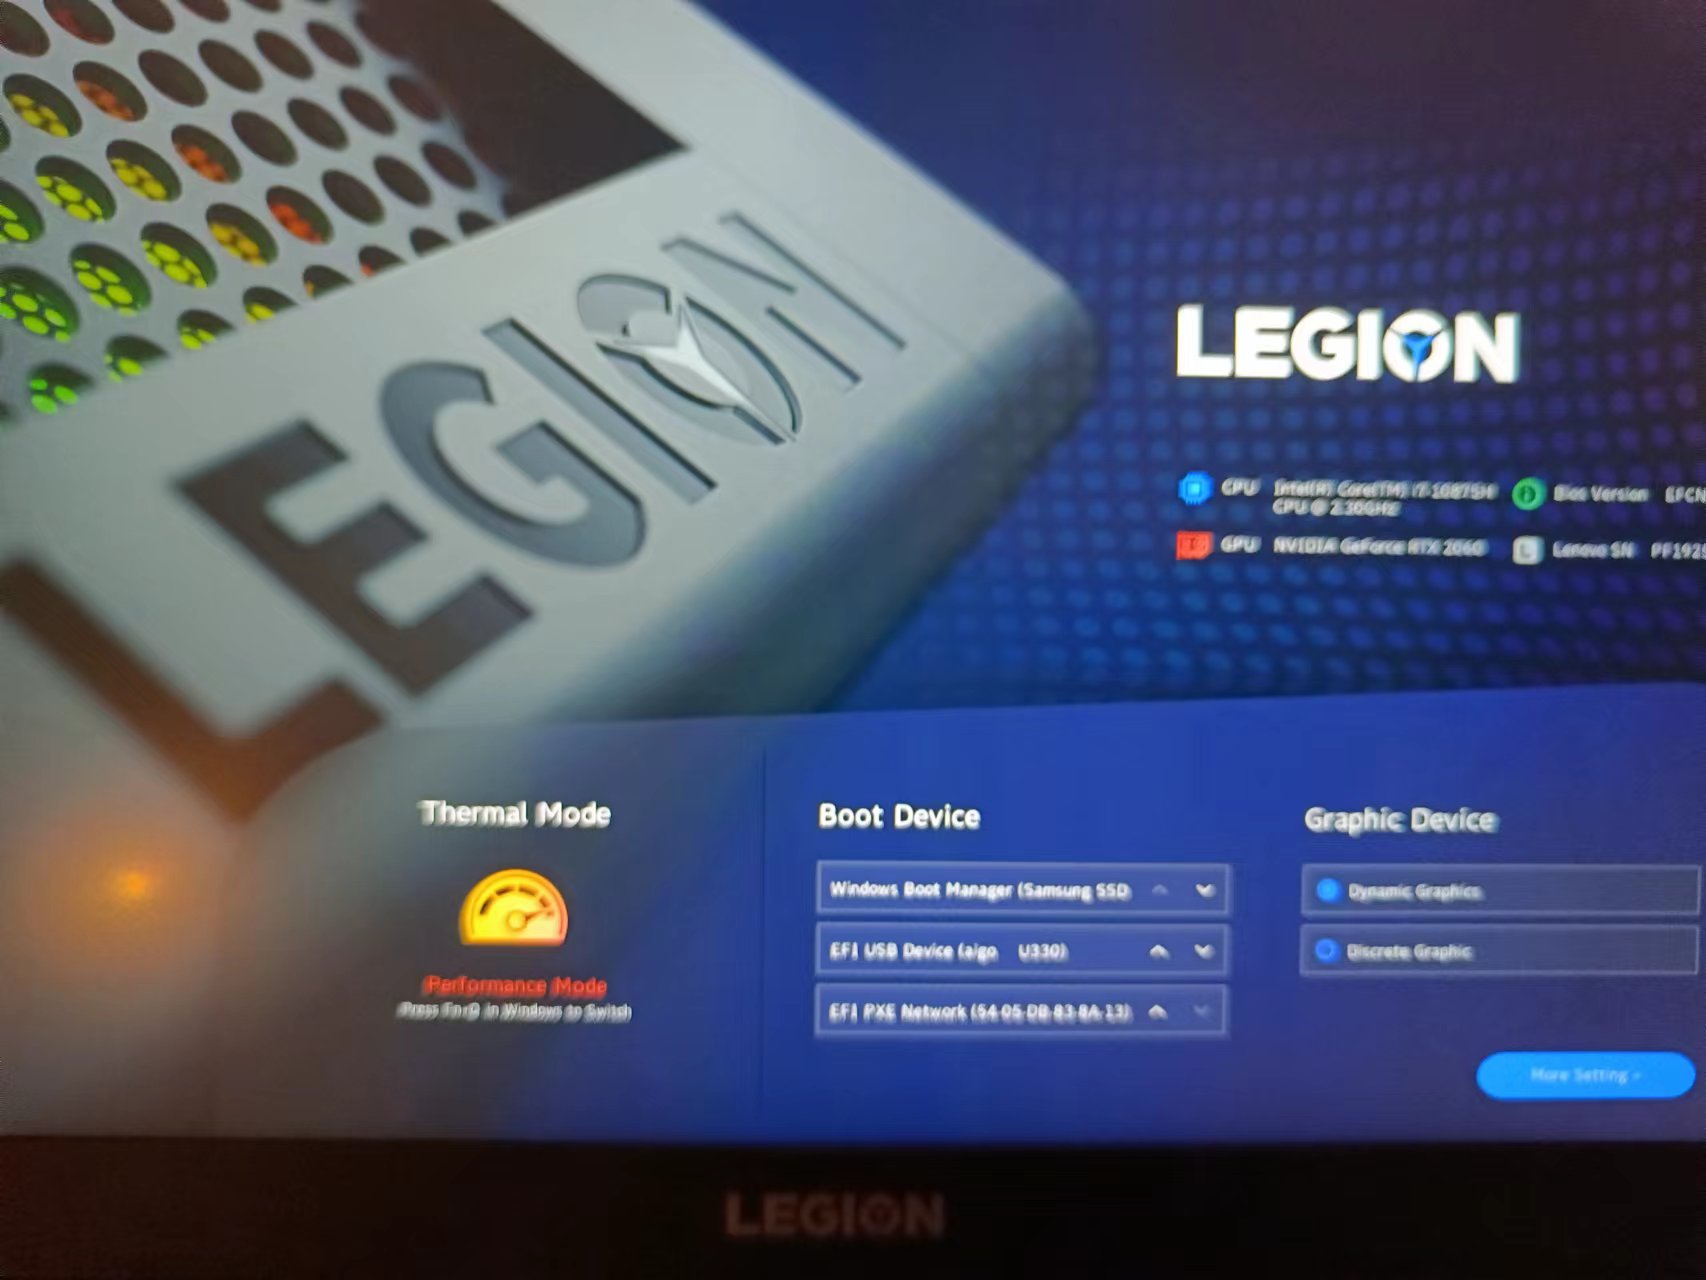 LEGION
LEGION
CPU Intel(R) Core(TM) i7-10875H
CPU @ 2.30GHz
Bios Version EFCN
GPU NVIDIA GeForce RTX 2060
Lenovo SN PF192
Thermal Mode
Performance Mode
Press Fn+Q in Windows to Switch
Boot Device
Windows Boot Manager (Samsung SSD
EFI USB Device (aigo U330)
EFI PXE Network (54-05-DB-83-8A-13)
Graphic Device
Dynamic Graphics
Discrete Graphic
More Setting >
LEGION